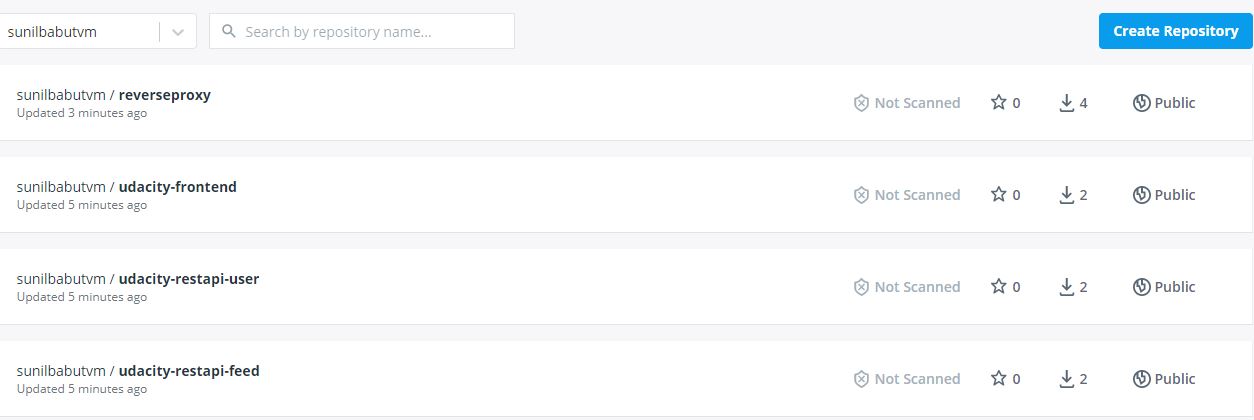 sunilbabutvm
Search by repository name...
Create Repository
sunilbabutvm / reverseproxy
Updated 3 minutes ago
Not Scanned 0 4 Public
sunilbabutvm / udacity-frontend
Updated 5 minutes ago
Not Scanned 0 2 Public
sunilbabutvm / udacity-restapi-user
Updated 5 minutes ago
Not Scanned 0 2 Public
sunilbabutvm / udacity-restapi-feed
Updated 5 minutes ago
Not Scanned 0 2 Public